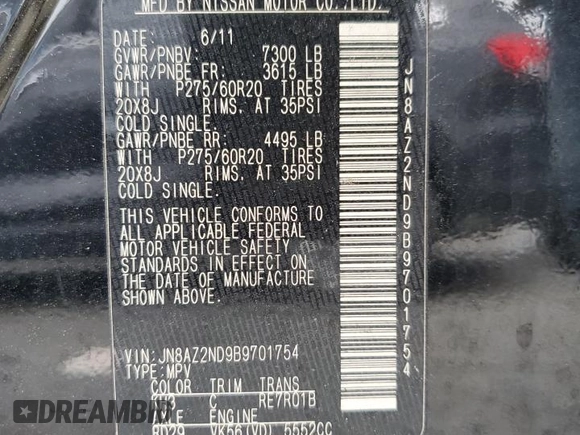 MFD BY NISSAN MOTOR CO.,LTD.
DATE: 6/11
GVWR/PNBV: 7300 LB
GAWR/PNBE FR: 3615 LB
WITH P275/60R20 TIRES
20X8J RIMS, AT 35PSI
COLD SINGLE.
GAWR/PNBE RR: 4495 LB
WITH P275/60R20 TIRES
20X8J RIMS, AT 35PSI
COLD SINGLE.
THIS VEHICLE CONFORMS TO
ALL APPLICABLE FEDERAL
MOTOR VEHICLE SAFETY
STANDARDS IN EFFECT ON
THE DATE OF MANUFACTURE
SHOWN ABOVE.
VIN:JN8AZ2ND9B9701754
TYPE:MPV
COLOR TRIM TRANS
C RE7R01B
ENGINE
VK56(VD) 5552CC
JN8AZ2ND9B9701754